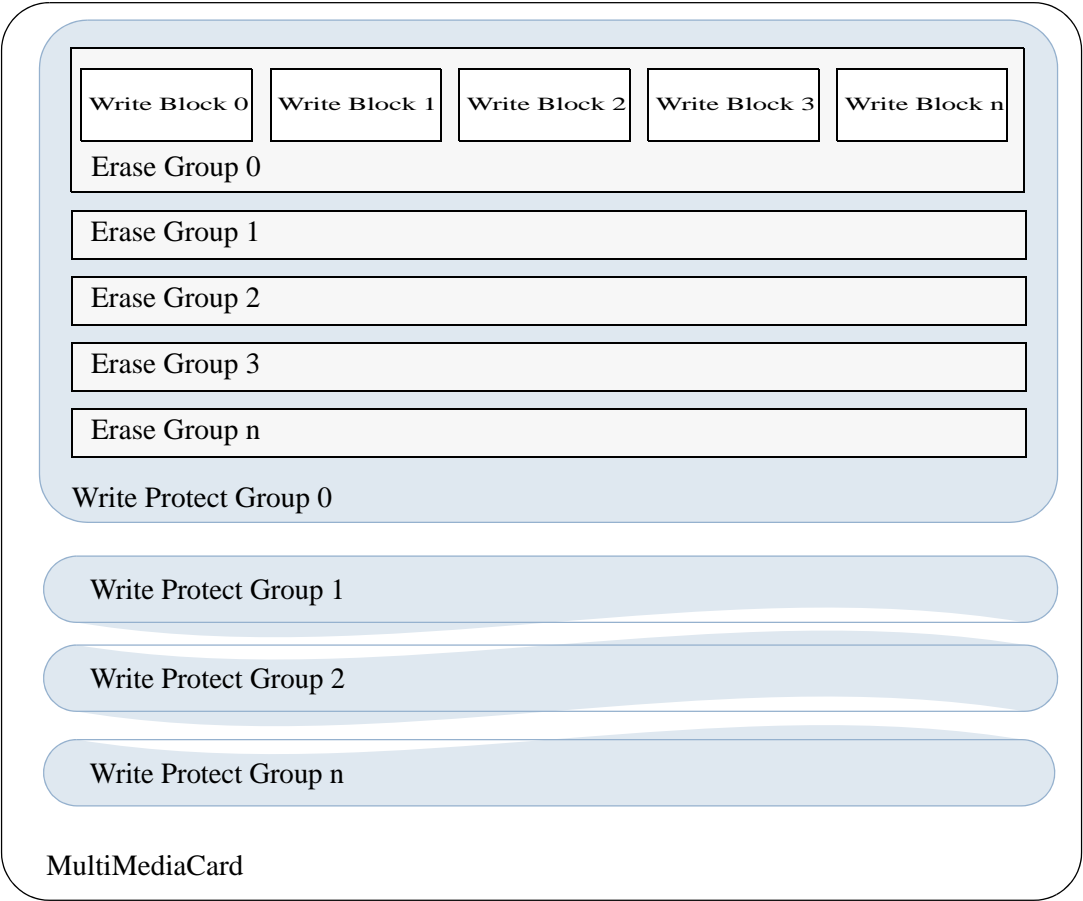 Write Block 0 Write Block 1 Write Block 2 Write Block 3 Write Block n
Erase Group 0
Erase Group 1
Erase Group 2
Erase Group 3
Erase Group n
Write Protect Group 0
Write Protect Group 1
Write Protect Group 2
Write Protect Group n
MultiMediaCard